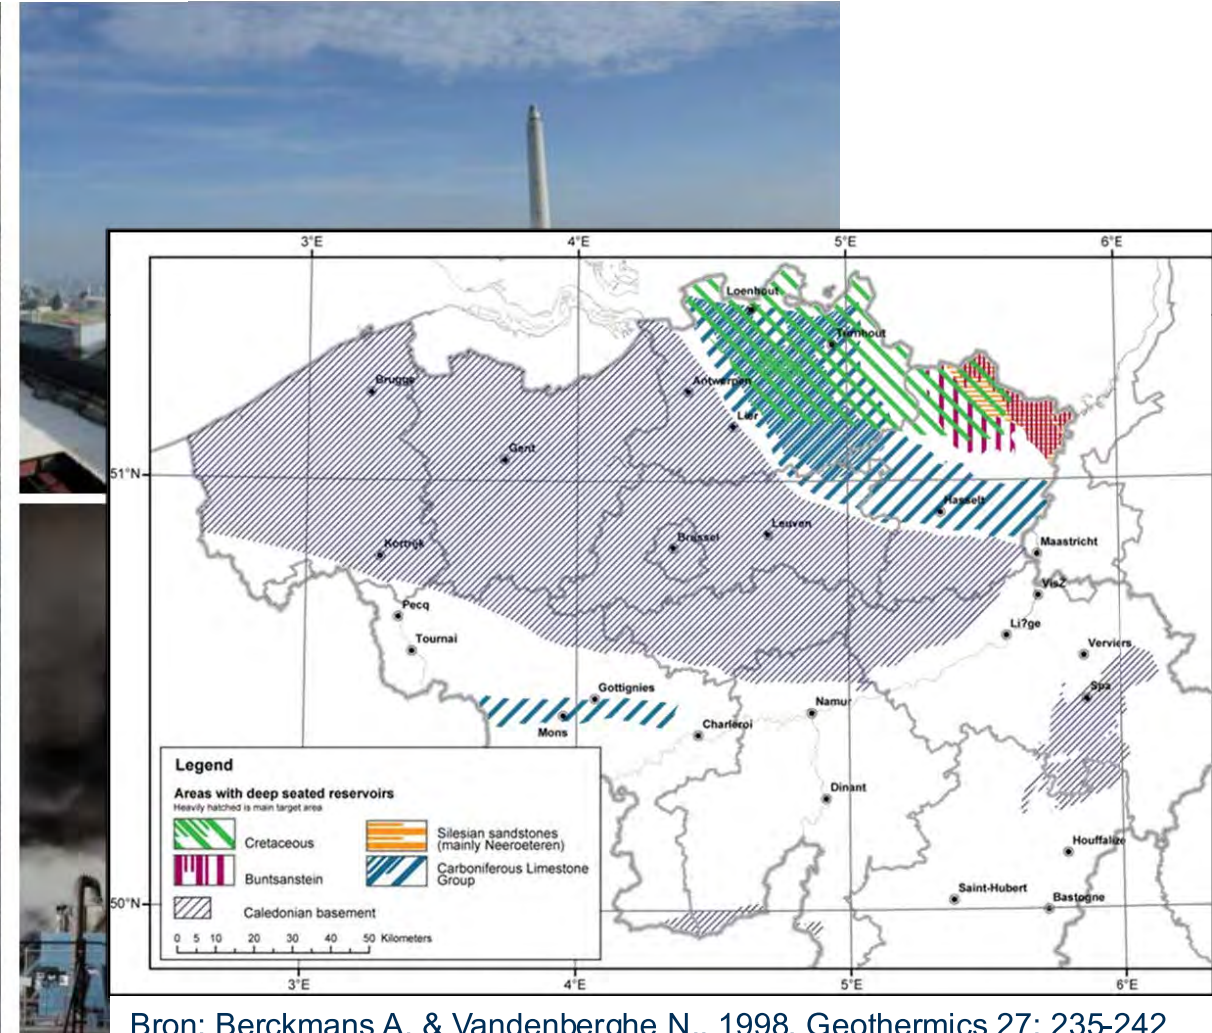 3°E 4°E 5°E 6°E
Loenhout
Turnhout
Brugge
Antwerpen
Lier
Gent
51°N
Hasselt
Leuven
Brussel
Kortrijk
Maastricht
VisZ
Pecq
Li?ge
Tournai
Verviers
Spa
Gottignies
Namur
Mons
Charleroi
Legend
Dinant
Areas with deep seated reservoirs
Heavily hatched is main target area
Cretaceous
Silesian sandstones
(mainly Neeroeteren)
Houffalize
Buntsanstein
Carboniferous Limestone
Group
Saint-Hubert
Bastogne
50°N
Caledonian basement
0 5 10 20 30 40 50 Kilometers
3°E 4°E 5°E 6°E
Bron: Berckmans A. & Vandenberghe N., 1998. Geothermics 27: 235-242